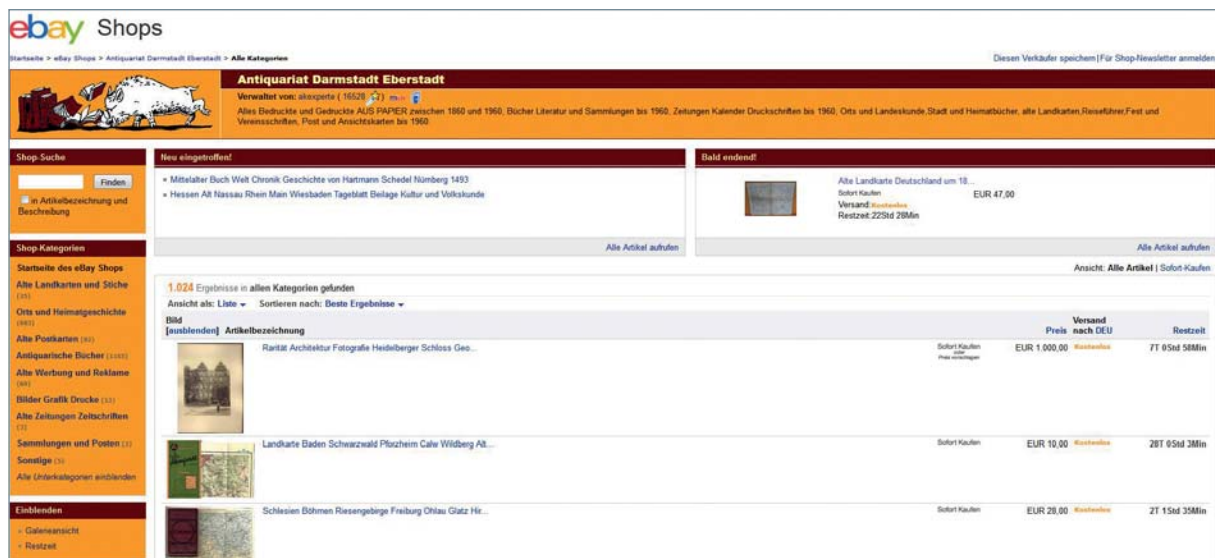 ebay Shops
Startseite > eBay Shops > Antiquariat Darmstadt Eberstadt > Alle Kategorien
Diesen Verkäufer speichern | Für Shop-Newsletter anmelden
Antiquariat Darmstadt Eberstadt
Verwaltet von: akexperte ( 16528
Alles Bedruckte und Gedruckte AUS PAPIER zwischen 1860 und 1960, Bücher Literatur und Sammlungen bis 1960, Zeitungen Kalender Druckschriften bis 1960, Orts und Landeskunde,Stadt und Heimatbücher, alte Landkarten,Reiseführer,Fest und
Vereinsschriften, Post und Ansichtskarten bis 1960.
Shop-Suche
Finden
in Artikelbezeichnung und
Beschreibung
Neu eingetroffen!
Mittelalter Buch Welt Chronik Geschichte von Hartmann Schedel Nürnberg 1493
Hessen Alt Nassau Rhein Main Wiesbaden Tageblatt Beilage Kultur und Volkskunde
Alle Artikel aufrufen
Bald endend!
Alte Landkarte Deutschland um 18...
Sofort Kaufen EUR 47,00
Versand:Kostenlos
Restzeit:22Std 28Min
Alle Artikel aufrufen
Shop-Kategorien
Startseite des eBay Shops
Alte Landkarten und Stiche
(35)
Orts und Heimatgeschichte
Alte Postkarten
Antiquarische Bücher
Alte Werbung und Reklame
Bilder Grafik Drucke
Alte Zeitungen Zeitschriften
Sammlungen und Posten
Sonstige (5)
Alle Unterkategorien einblenden
Einblenden
Galerieansicht
Restzeit
Ansicht: Alle Artikel | Sofort-Kaufen
1.024 Ergebnisse in allen Kategorien gefunden
Ansicht als: Liste Sortieren nach: Beste Ergebnisse
Bild
[ausblenden] Artikelbezeichnung Preis Versand nach DEU Restzeit
Rarität Architektur Fotografie Heidelberger Schloss Geo... Sofort Kaufen EUR 1.000,00 Kostenlos 7T 0Std 58Min
oder
Preis vorschlagen
Landkarte Baden Schwarzwald Pforzheim Calw Wildberg Alt... Sofort Kaufen EUR 10,00 Kostenlos 28T 0Std 3Min
Schlesien Böhmen Riesengebirge Freiburg Ohlau Glatz Hir... Sofort Kaufen EUR 28,00 Kostenlos 2T 1Std 35Min